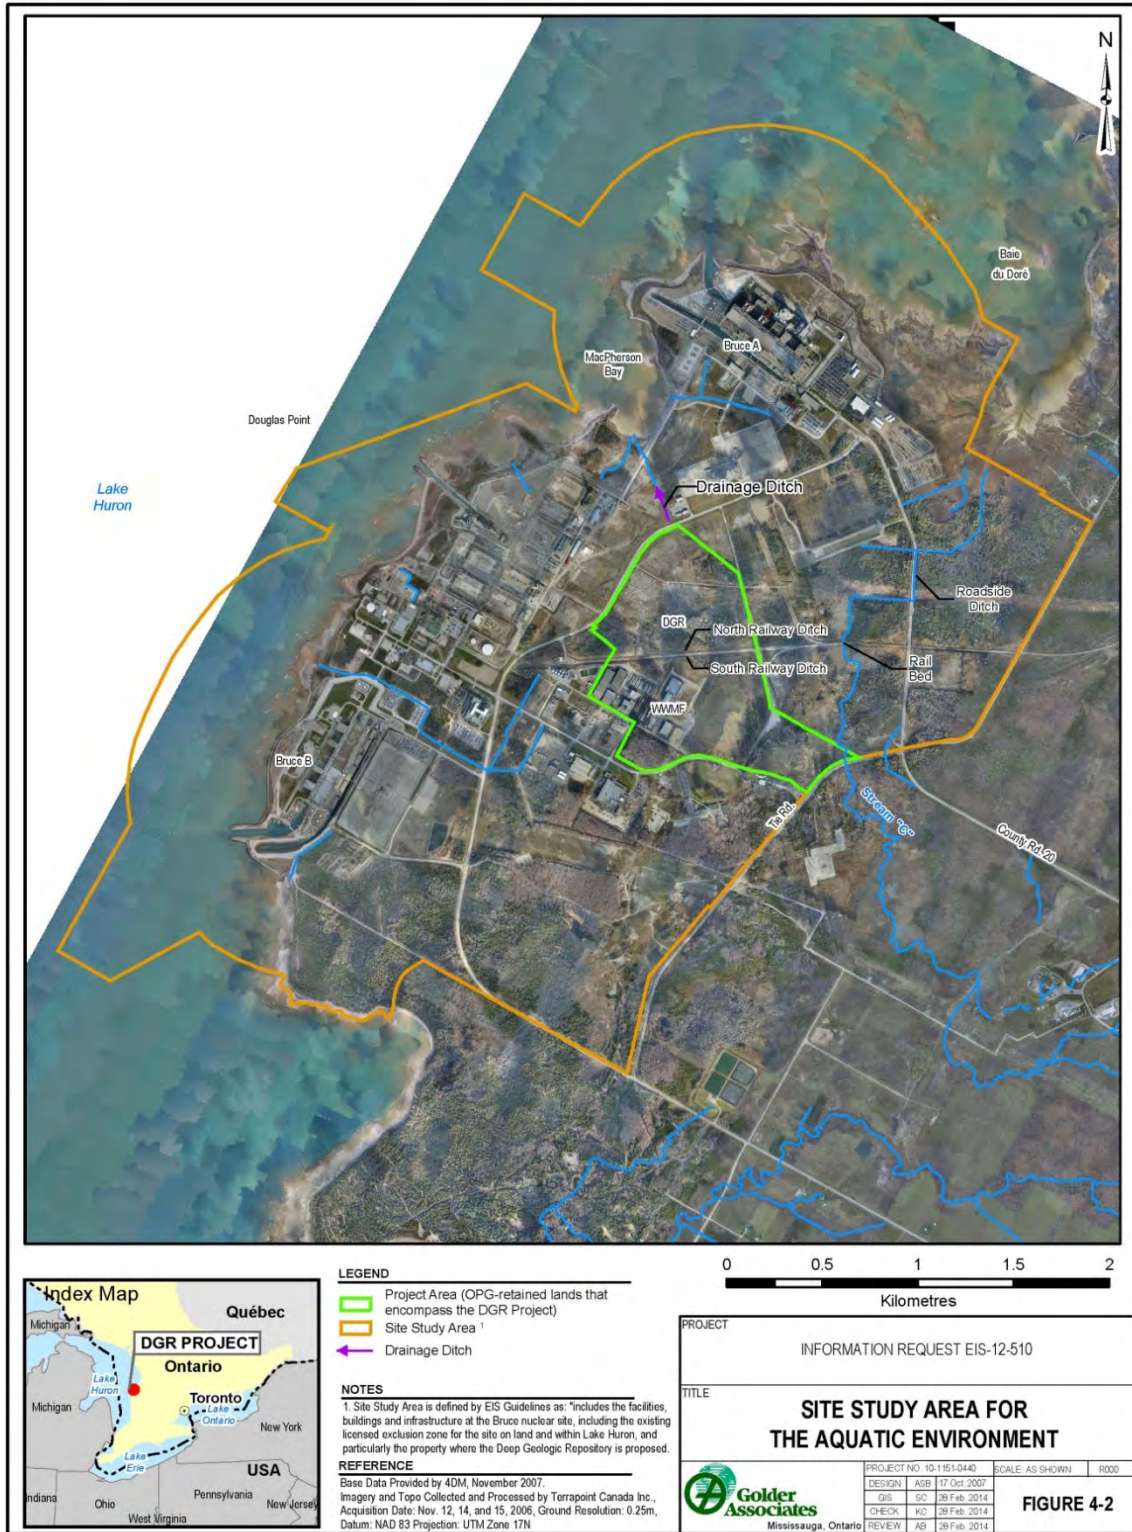 N
Baie
du Doré
Bruce A
MacPherson
Bay
Douglas Point
Lake
Huron
Drainage Ditch
Roadside
Ditch
DGR
North Railway Ditch
South Railway Ditch
Rail
Bed
WWMF
Bruce B
Tie Rd.
Stream "C"
County Rd. 20
0 0.5 1 1.5 2
Kilometres
Index Map
Québec
Michigan
DGR PROJECT
Ontario
Lake
Huron
Toronto
Lake
Ontario
Michigan
New York
Lake
Erie
USA
Indiana
Ohio
Pennsylvania
New Jersey
West Virginia
LEGEND
Project Area (OPG-retained lands that
encompass the DGR Project)
Site Study Area 1
Drainage Ditch
NOTES
1. Site Study Area is defined by EIS Guidelines as: "includes the facilities,
buildings and infrastructure at the Bruce nuclear site, including the existing
licensed exclusion zone for the site on land and within Lake Huron, and
particularly the property where the Deep Geologic Repository is proposed.
REFERENCE
Base Data Provided by 4DM, November 2007.
Imagery and Topo Collected and Processed by Terrapoint Canada Inc.,
Acquisition Date: Nov. 12, 14, and 15, 2006, Ground Resolution: 0.25m,
Datum: NAD 83 Projection: UTM Zone 17N
PROJECT
INFORMATION REQUEST EIS-12-510
TITLE
SITE STUDY AREA FOR
THE AQUATIC ENVIRONMENT
Golder
Associates
Mississauga, Ontario
PROJECT NO. 10-1151-0440 SCALE: AS SHOWN R000
DESIGN ASB 17 Oct. 2007
GIS SC 28 Feb. 2014
CHECK KC 28 Feb. 2014
REVIEW AB 28 Feb. 2014
FIGURE 4-2